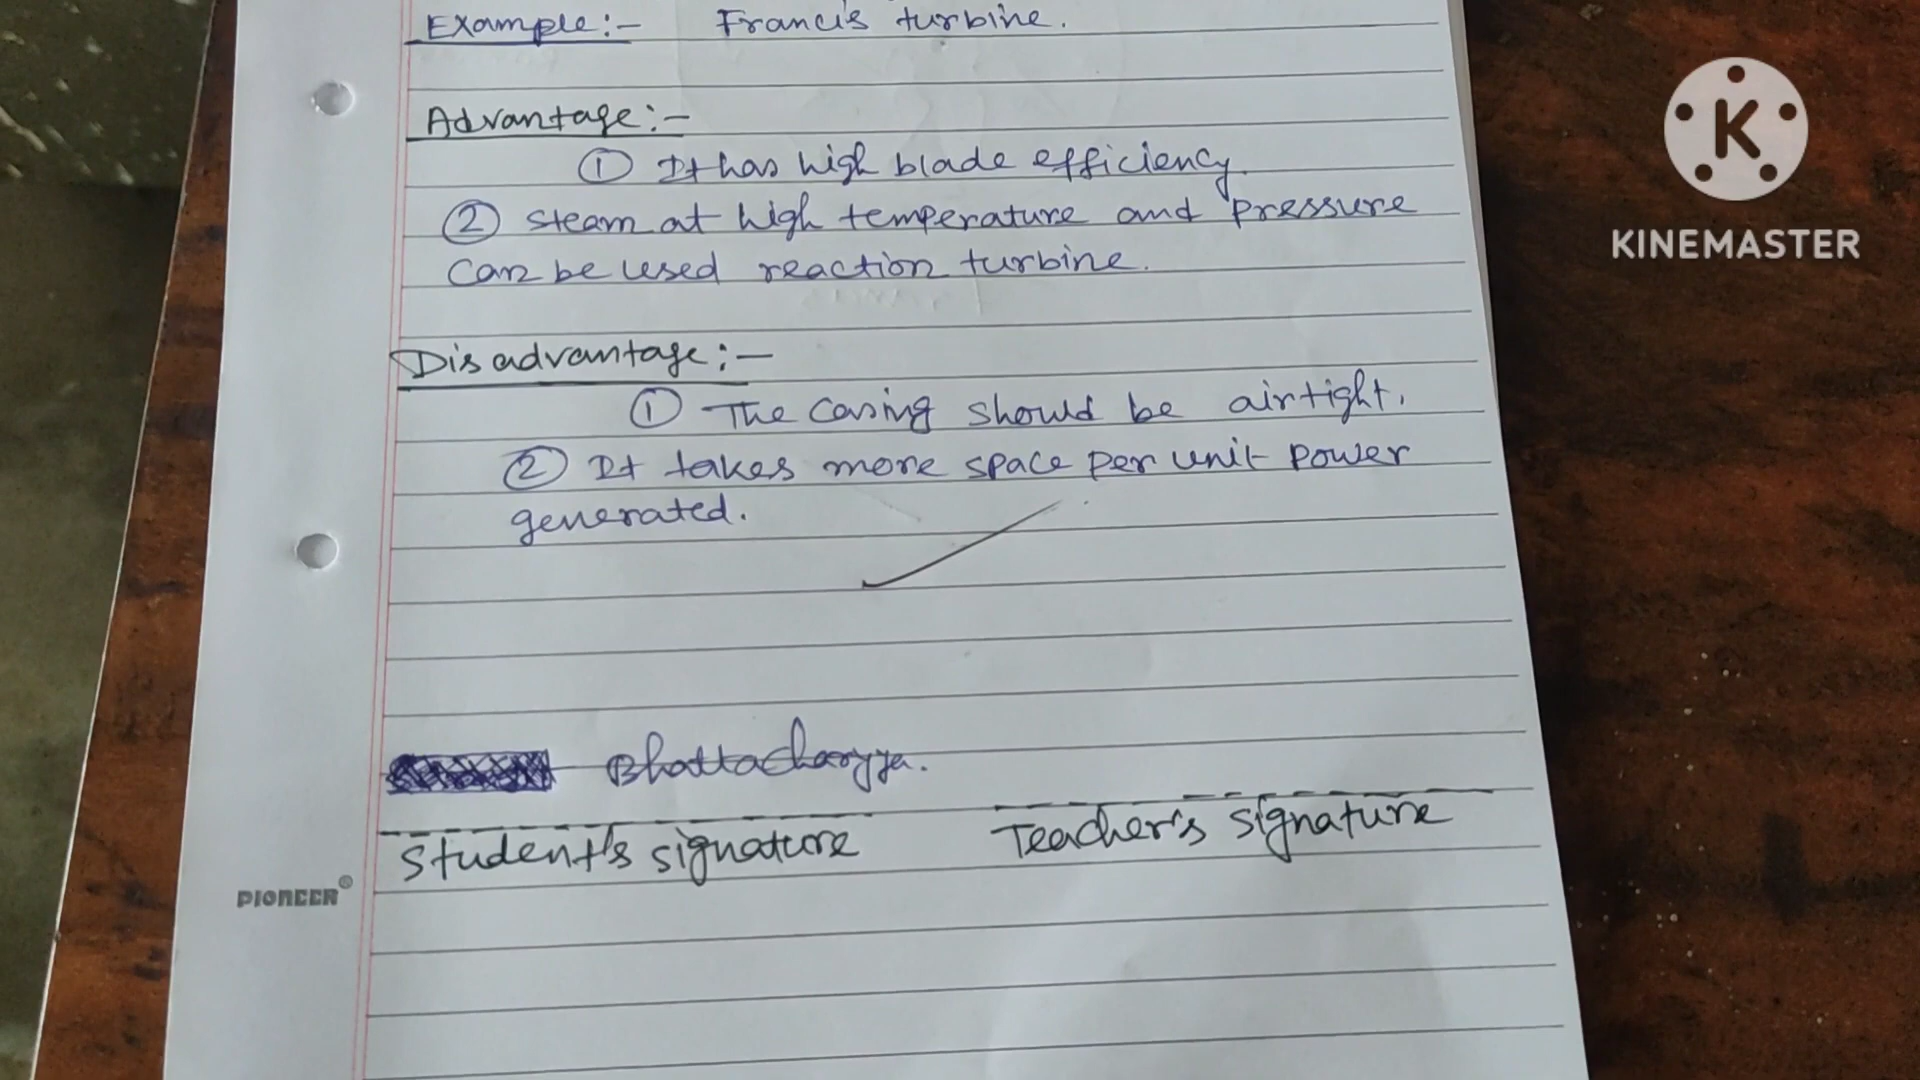 Example:- Francis turbine.
Advantage:-
① It has high blade efficiency.
② steam at high temperature and pressure
can be used reaction turbine.
Disadvantage:-
① The casing should be airtight.
② It takes more space per unit power
generated.
Bhattacharyya.
Student's signature Teacher's signature
PIONEER®
K
KINEMASTER